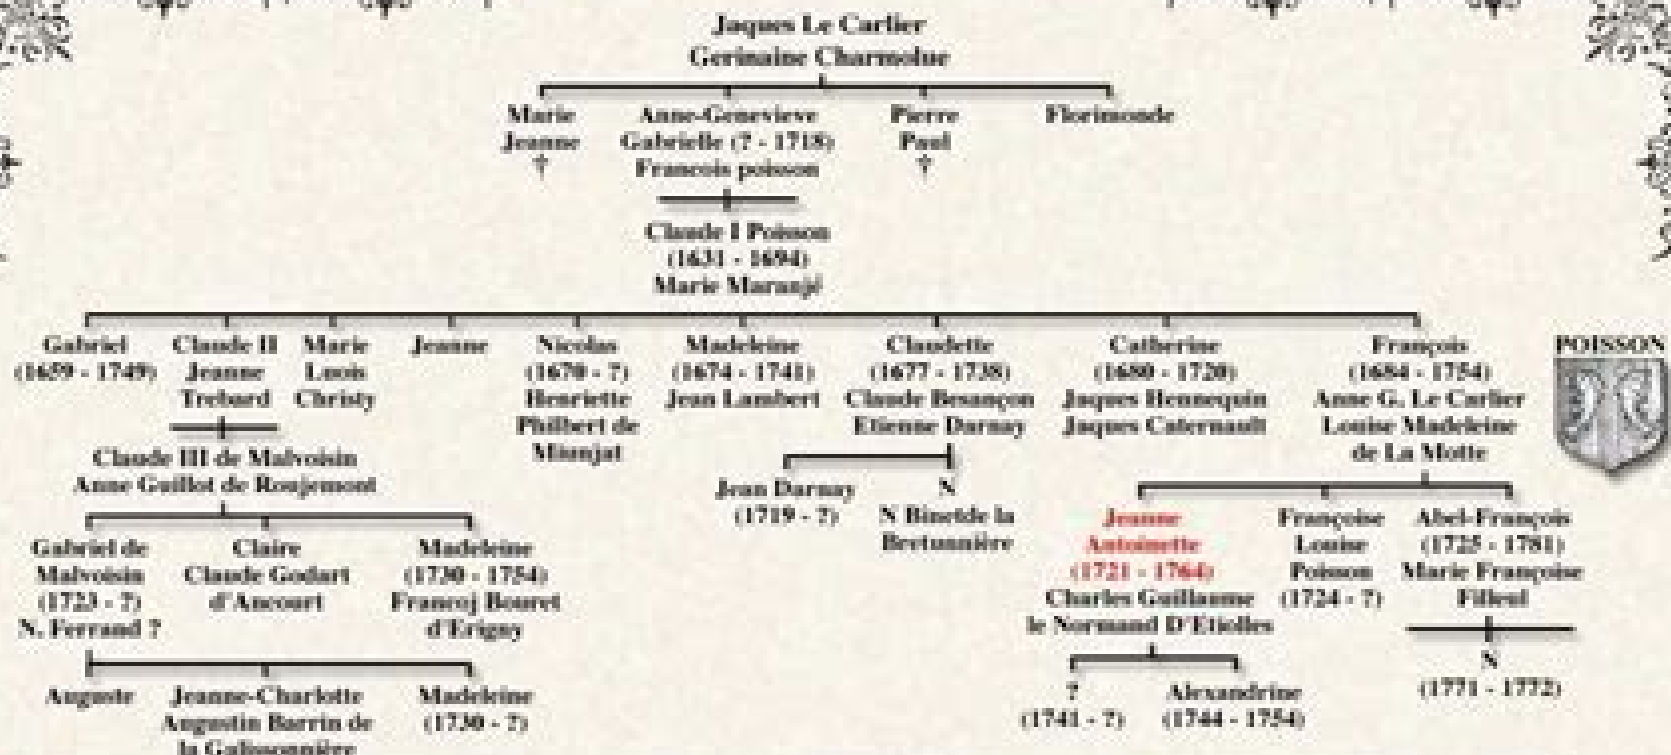 Jaques Le Carlier
Gerinaine Charmolue
Marie
Jeanne
†
Anne-Genevieve
Gabrielle (? - 1718)
Francois poisson
Pierre
Paul
†
Florimonde
Claude I Poisson
(1631 - 1694)
Marie Maranjé
Gabriel
(1659 - 1749)
Claude II
Jeanne
Trebard
Marie
Luois
Christy
Jeanne
Nicolas
(1670 - ?)
Henriette
Philbert de
Miunjat
Madeleine
(1674 - 1741)
Jean Lambert
Claudette
(1677 - 1738)
Claude Besançon
Etienne Darnay
Catherine
(1680 - 1720)
Jaques Hennequin
Jaques Caternault
François
(1684 - 1754)
Anne G. Le Carlier
Louise Madeleine
de La Motte
POISSON
Claude III de Malvoisin
Anne Guillot de Roujemont
Jean Darnay
(1719 - ?)
N
N Binetde la
Bretunnière
Gabriel de
Malvoisin
(1723 - ?)
N. Ferrand ?
Claire
Claude Godart
d'Ancourt
Madeleine
(1730 - 1754)
Francoj Bouret
d'Erigny
Jeanne
Antoinette
(1721 - 1764)
Charles Guillaume
le Normand D'Etiolles
Françoise
Louise
Poisson
(1724 - ?)
Abel-François
(1725 - 1781)
Marie Françoise
Filleul
Auguste
Jeanne-Charlotte
Augustin Barrin de
la Galissonnière
Madeleine
(1730 - ?)
?
(1741 - ?)
Alexandrine
(1744 - 1754)
N
(1771 - 1772)